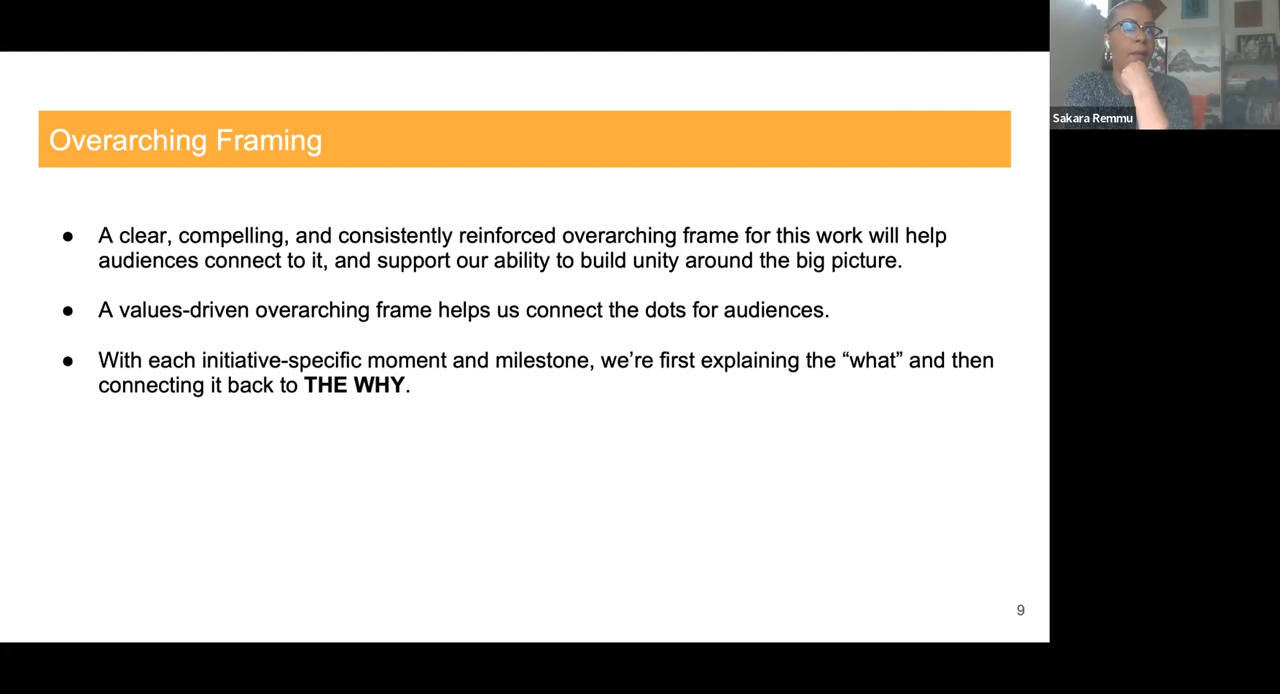 Overarching Framing
● A clear, compelling, and consistently reinforced overarching frame for this work will help
audiences connect to it, and support our ability to build unity around the big picture.
● A values-driven overarching frame helps us connect the dots for audiences.
● With each initiative-specific moment and milestone, we’re first explaining the “what” and then
connecting it back to THE WHY.
9
Sakara Remmu